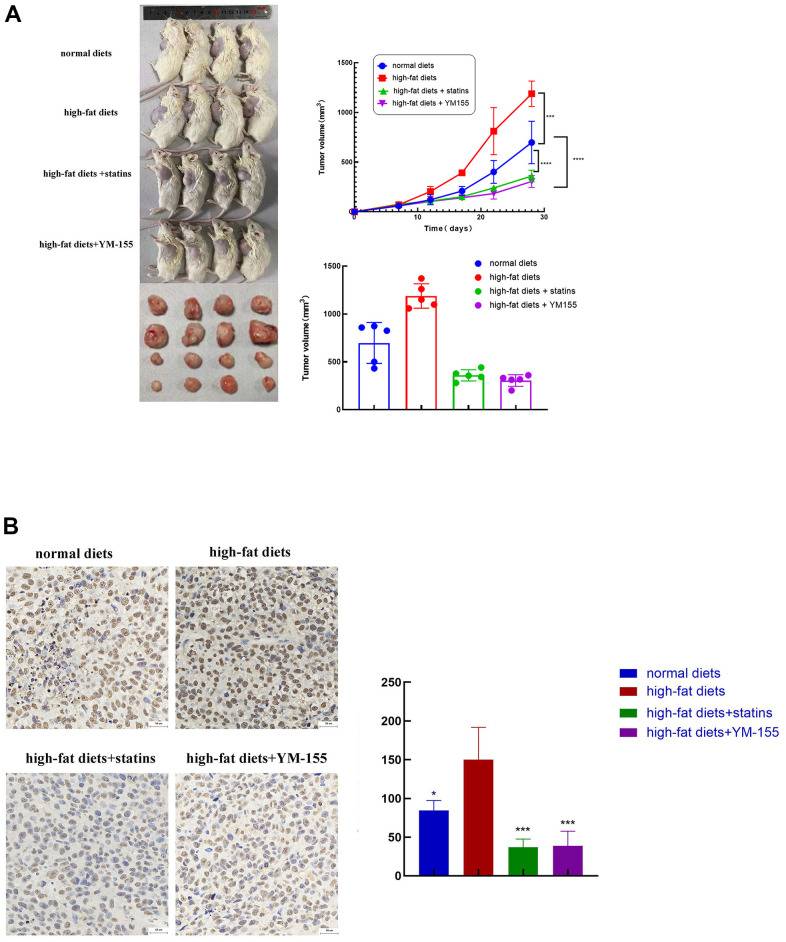 A
normal diets
high-fat diets
high-fat diets +statins
high-fat diets+YM-155
Tumor volume(mm³)
1500
1000
500
0
0
10
20
30
Time( days)
normal diets
high-fat diets
high-fat diets + statins
high-fat diets + YM155
***
****
****
Tumor volume(mm³)
1500
1000
500
0
normal diets
high-fat diets
high-fat diets + statins
high-fat diets + YM155
B
normal diets
high-fat diets
high-fat diets+statins
high-fat diets+YM-155
250
200
150
100
50
0
*
***
***
normal diets
high-fat diets
high-fat diets+statins
high-fat diets+YM-155